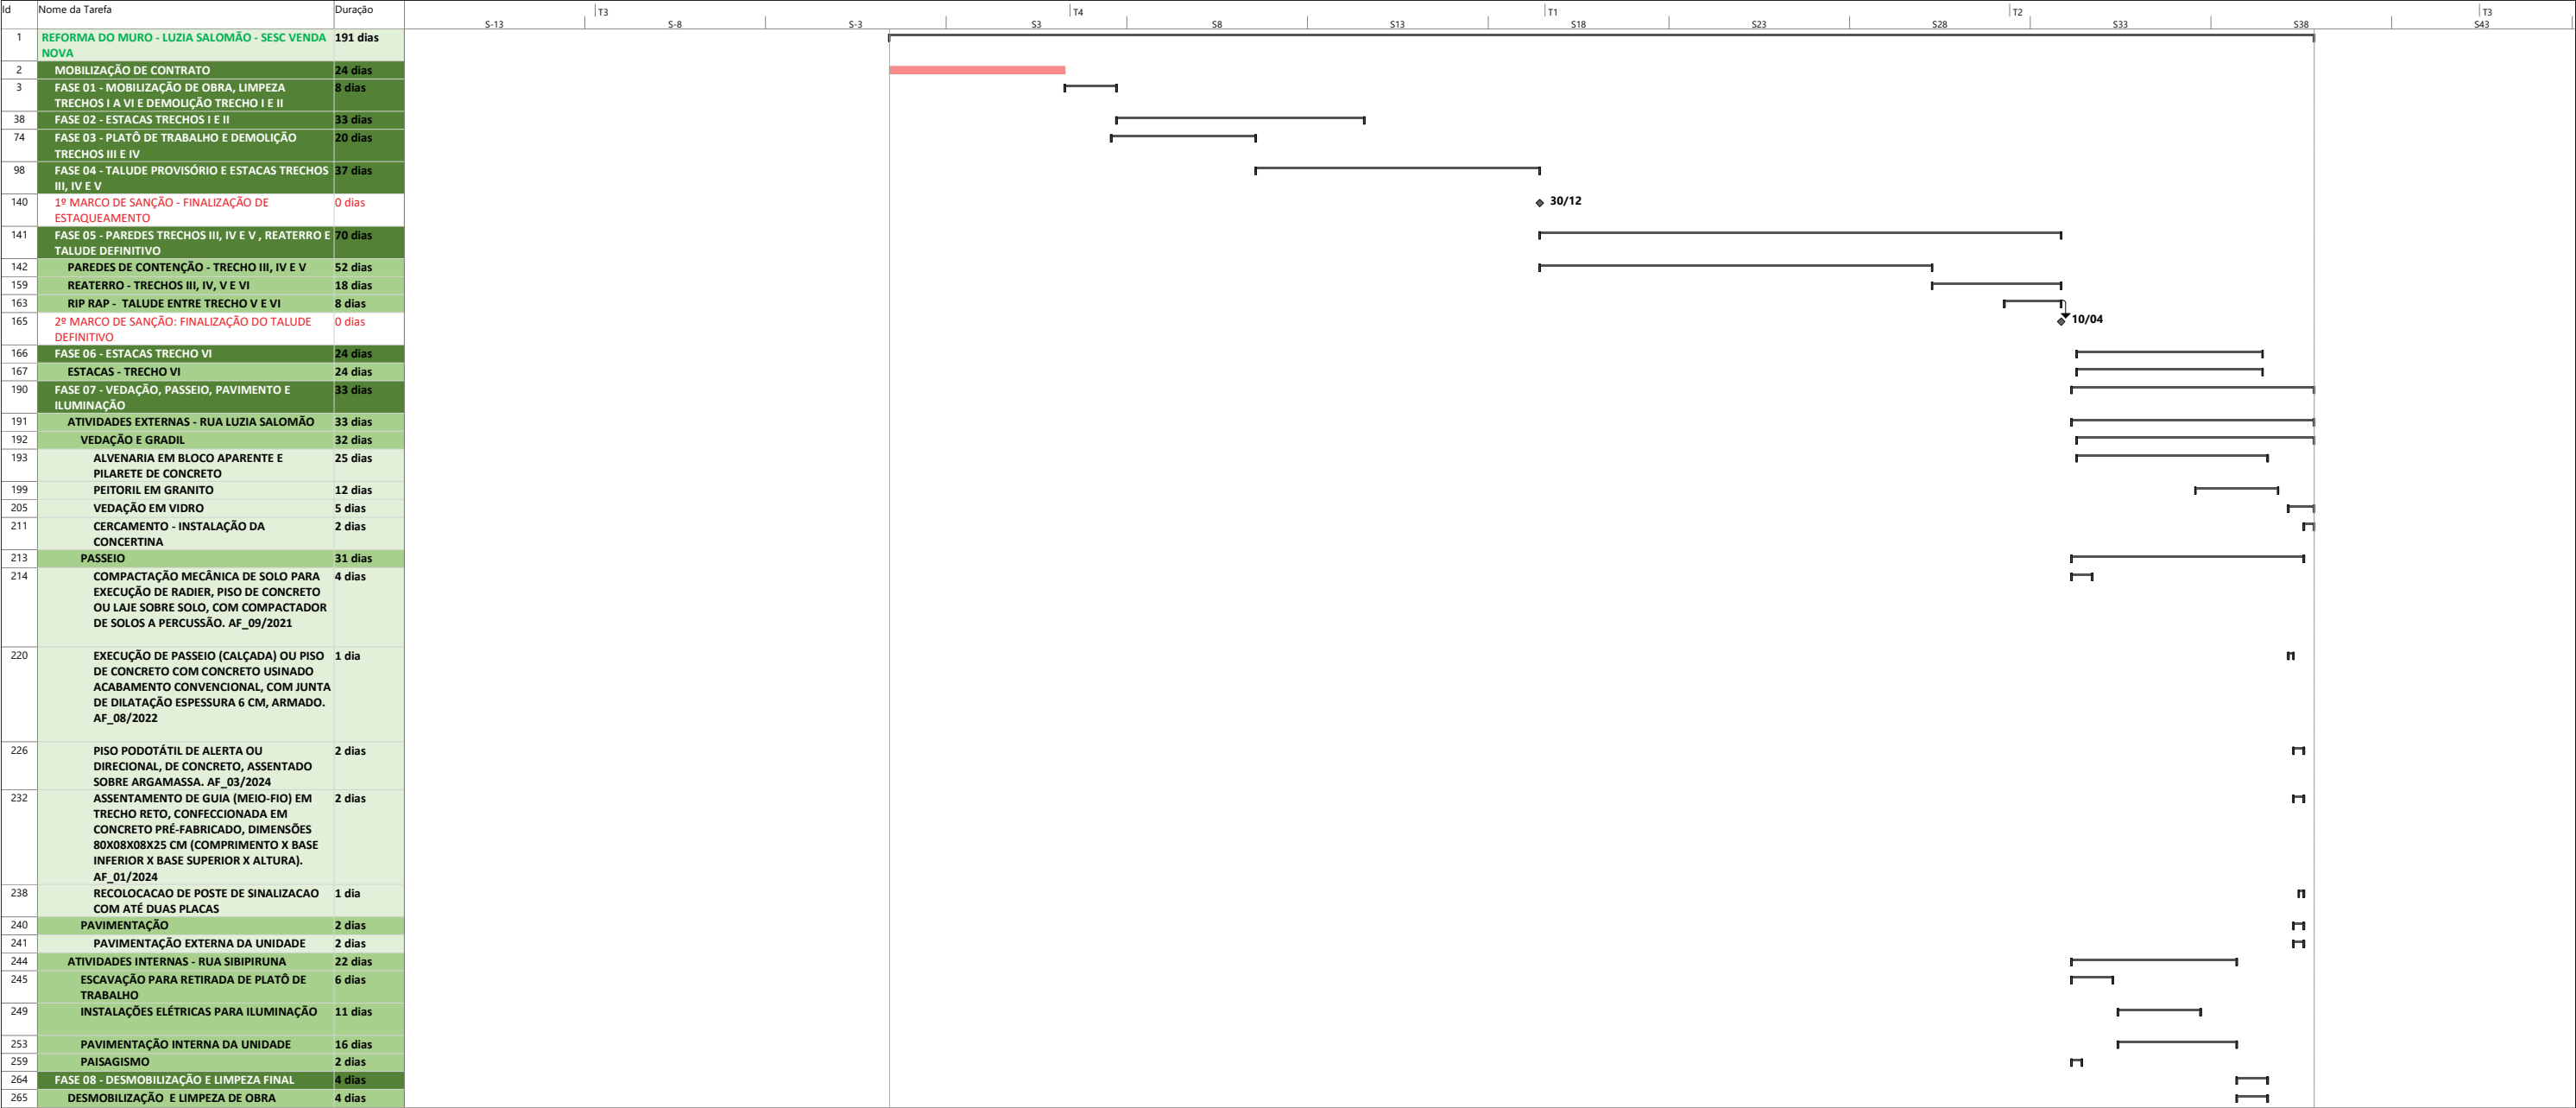 Id Nome da Tarefa Duração T3 T4 T1 T2 T3
S-13 S-8 S-3 S3 S8 S13 S18 S23 S28 S33 S38 S43
1 REFORMA DO MURO - LUZIA SALOMÃO - SESC VENDA 191 dias
NOVA
2 MOBILIZAÇÃO DE CONTRATO 24 dias
3 FASE 01 - MOBILIZAÇÃO DE OBRA, LIMPEZA 8 dias
TRECHOS I A VI E DEMOLIÇÃO TRECHO I E II
38 FASE 02 - ESTACAS TRECHOS I E II 33 dias
74 FASE 03 - PLATÔ DE TRABALHO E DEMOLIÇÃO 20 dias
TRECHOS III E IV
98 FASE 04 - TALUDE PROVISÓRIO E ESTACAS TRECHOS 37 dias
III, IV E V
140 1º MARCO DE SANÇÃO - FINALIZAÇÃO DE 0 dias 30/12
ESTAQUEAMENTO
141 FASE 05 - PAREDES TRECHOS III, IV E V , REATERRO E 70 dias
TALUDE DEFINITIVO
142 PAREDES DE CONTENÇÃO - TRECHO III, IV E V 52 dias
159 REATERRO - TRECHOS III, IV, V E VI 18 dias
163 RIP RAP - TALUDE ENTRE TRECHO V E VI 8 dias
165 2º MARCO DE SANÇÃO: FINALIZAÇÃO DO TALUDE 0 dias 10/04
DEFINITIVO
166 FASE 06 - ESTACAS TRECHO VI 24 dias
167 ESTACAS - TRECHO VI 24 dias
190 FASE 07 - VEDAÇÃO, PASSEIO, PAVIMENTO E 33 dias
ILUMINAÇÃO
191 ATIVIDADES EXTERNAS - RUA LUZIA SALOMÃO 33 dias
192 VEDAÇÃO E GRADIL 32 dias
193 ALVENARIA EM BLOCO APARENTE E 25 dias
PILARETE DE CONCRETO
199 PEITORIL EM GRANITO 12 dias
205 VEDAÇÃO EM VIDRO 5 dias
211 CERCAMENTO - INSTALAÇÃO DA 2 dias
CONCERTINA
213 PASSEIO 31 dias
214 COMPACTAÇÃO MECÂNICA DE SOLO PARA 4 dias
EXECUÇÃO DE RADIER, PISO DE CONCRETO
OU LAJE SOBRE SOLO, COM COMPACTADOR
DE SOLOS A PERCUSSÃO. AF_09/2021
220 EXECUÇÃO DE PASSEIO (CALÇADA) OU PISO 1 dia
DE CONCRETO COM CONCRETO USINADO
ACABAMENTO CONVENCIONAL, COM JUNTA
DE DILATAÇÃO ESPESSURA 6 CM, ARMADO.
AF_08/2022
226 PISO PODOTÁTIL DE ALERTA OU 2 dias
DIRECIONAL, DE CONCRETO, ASSENTADO
SOBRE ARGAMASSA. AF_03/2024
232 ASSENTAMENTO DE GUIA (MEIO-FIO) EM 2 dias
TRECHO RETO, CONFECCIONADA EM
CONCRETO PRÉ-FABRICADO, DIMENSÕES
80X08X08X25 CM (COMPRIMENTO X BASE
INFERIOR X BASE SUPERIOR X ALTURA).
AF_01/2024
238 RECOLOCACAO DE POSTE DE SINALIZACAO 1 dia
COM ATÉ DUAS PLACAS
240 PAVIMENTAÇÃO 2 dias
241 PAVIMENTAÇÃO EXTERNA DA UNIDADE 2 dias
244 ATIVIDADES INTERNAS - RUA SIBIPIRUNA 22 dias
245 ESCAVAÇÃO PARA RETIRADA DE PLATÔ DE 6 dias
TRABALHO
249 INSTALAÇÕES ELÉTRICAS PARA ILUMINAÇÃO 11 dias
253 PAVIMENTAÇÃO INTERNA DA UNIDADE 16 dias
259 PAISAGISMO 2 dias
264 FASE 08 - DESMOBILIZAÇÃO E LIMPEZA FINAL 4 dias
265 DESMOBILIZAÇÃO E LIMPEZA DE OBRA 4 dias